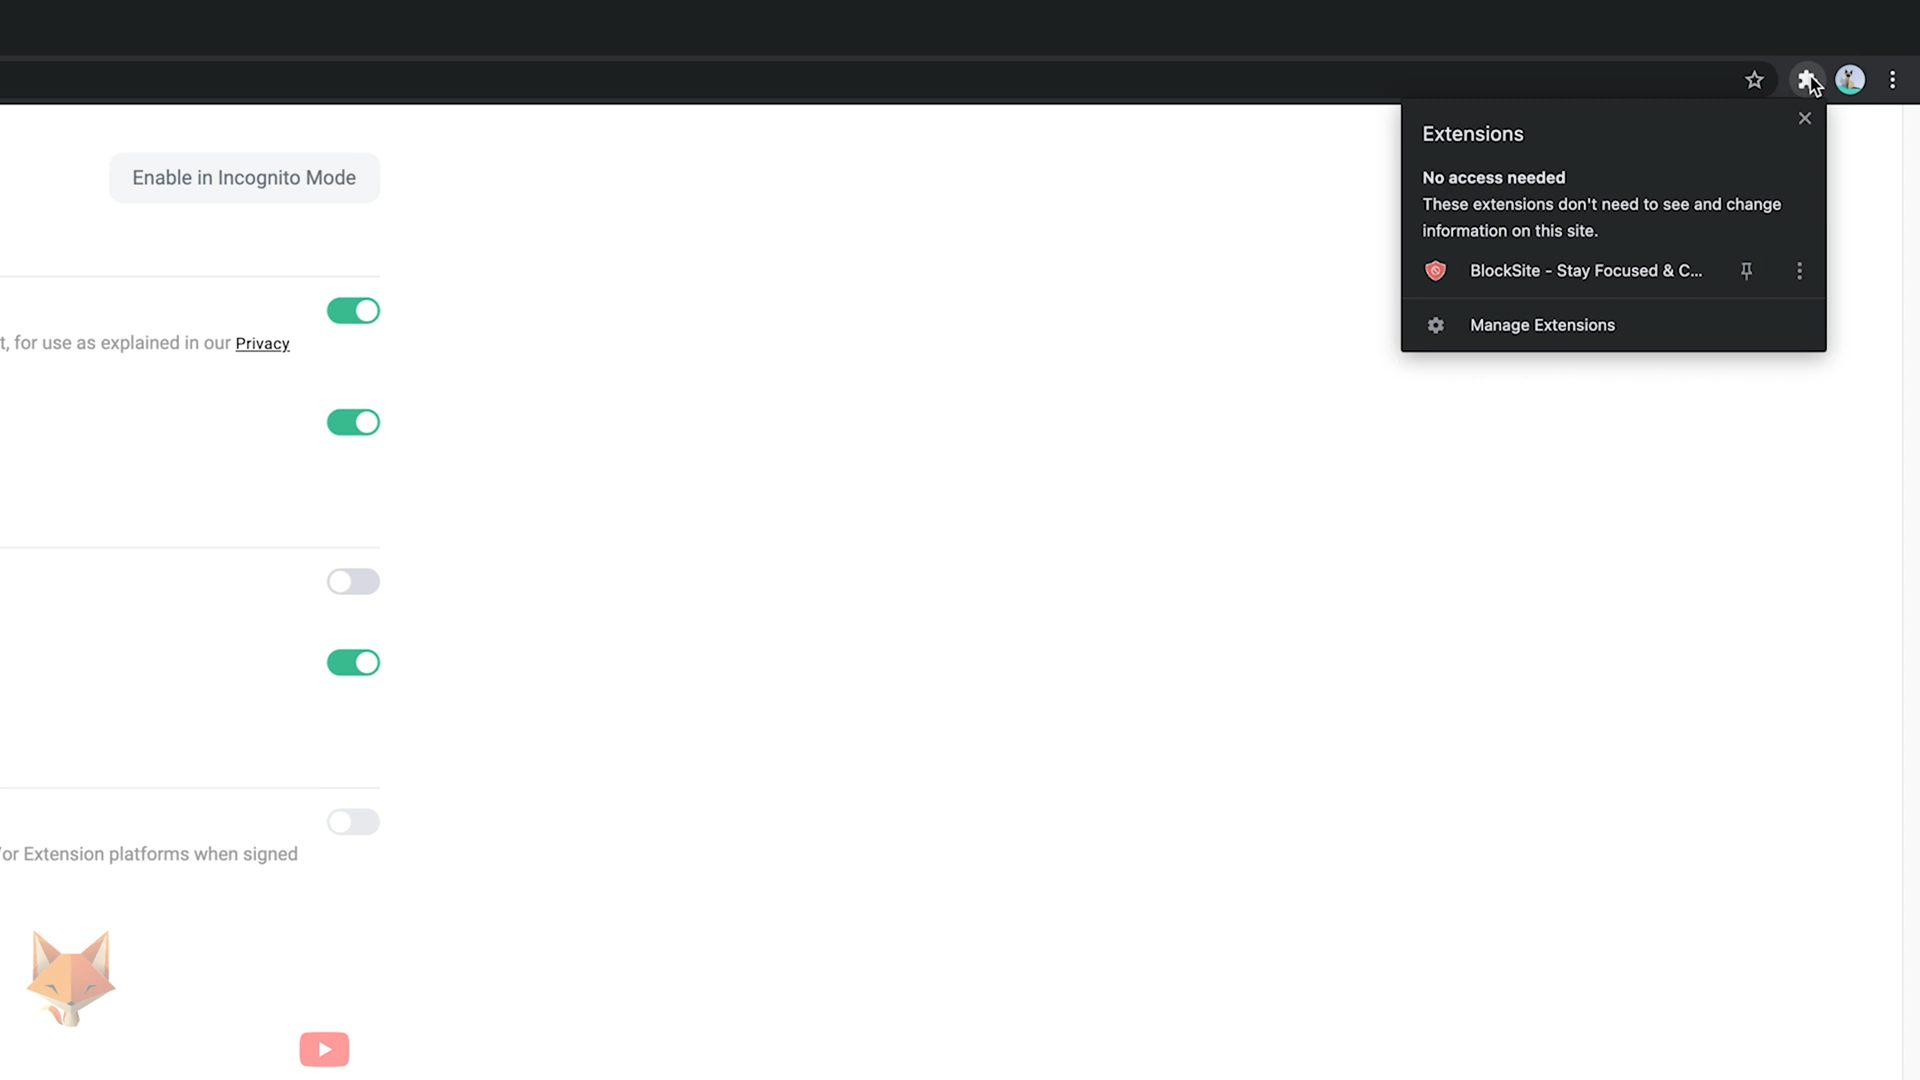 Enable in Incognito Mode
t, for use as explained in our Privacy
/or Extension platforms when signed
Extensions
No access needed
These extensions don't need to see and change
information on this site.
BlockSite - Stay Focused & C...
Manage Extensions